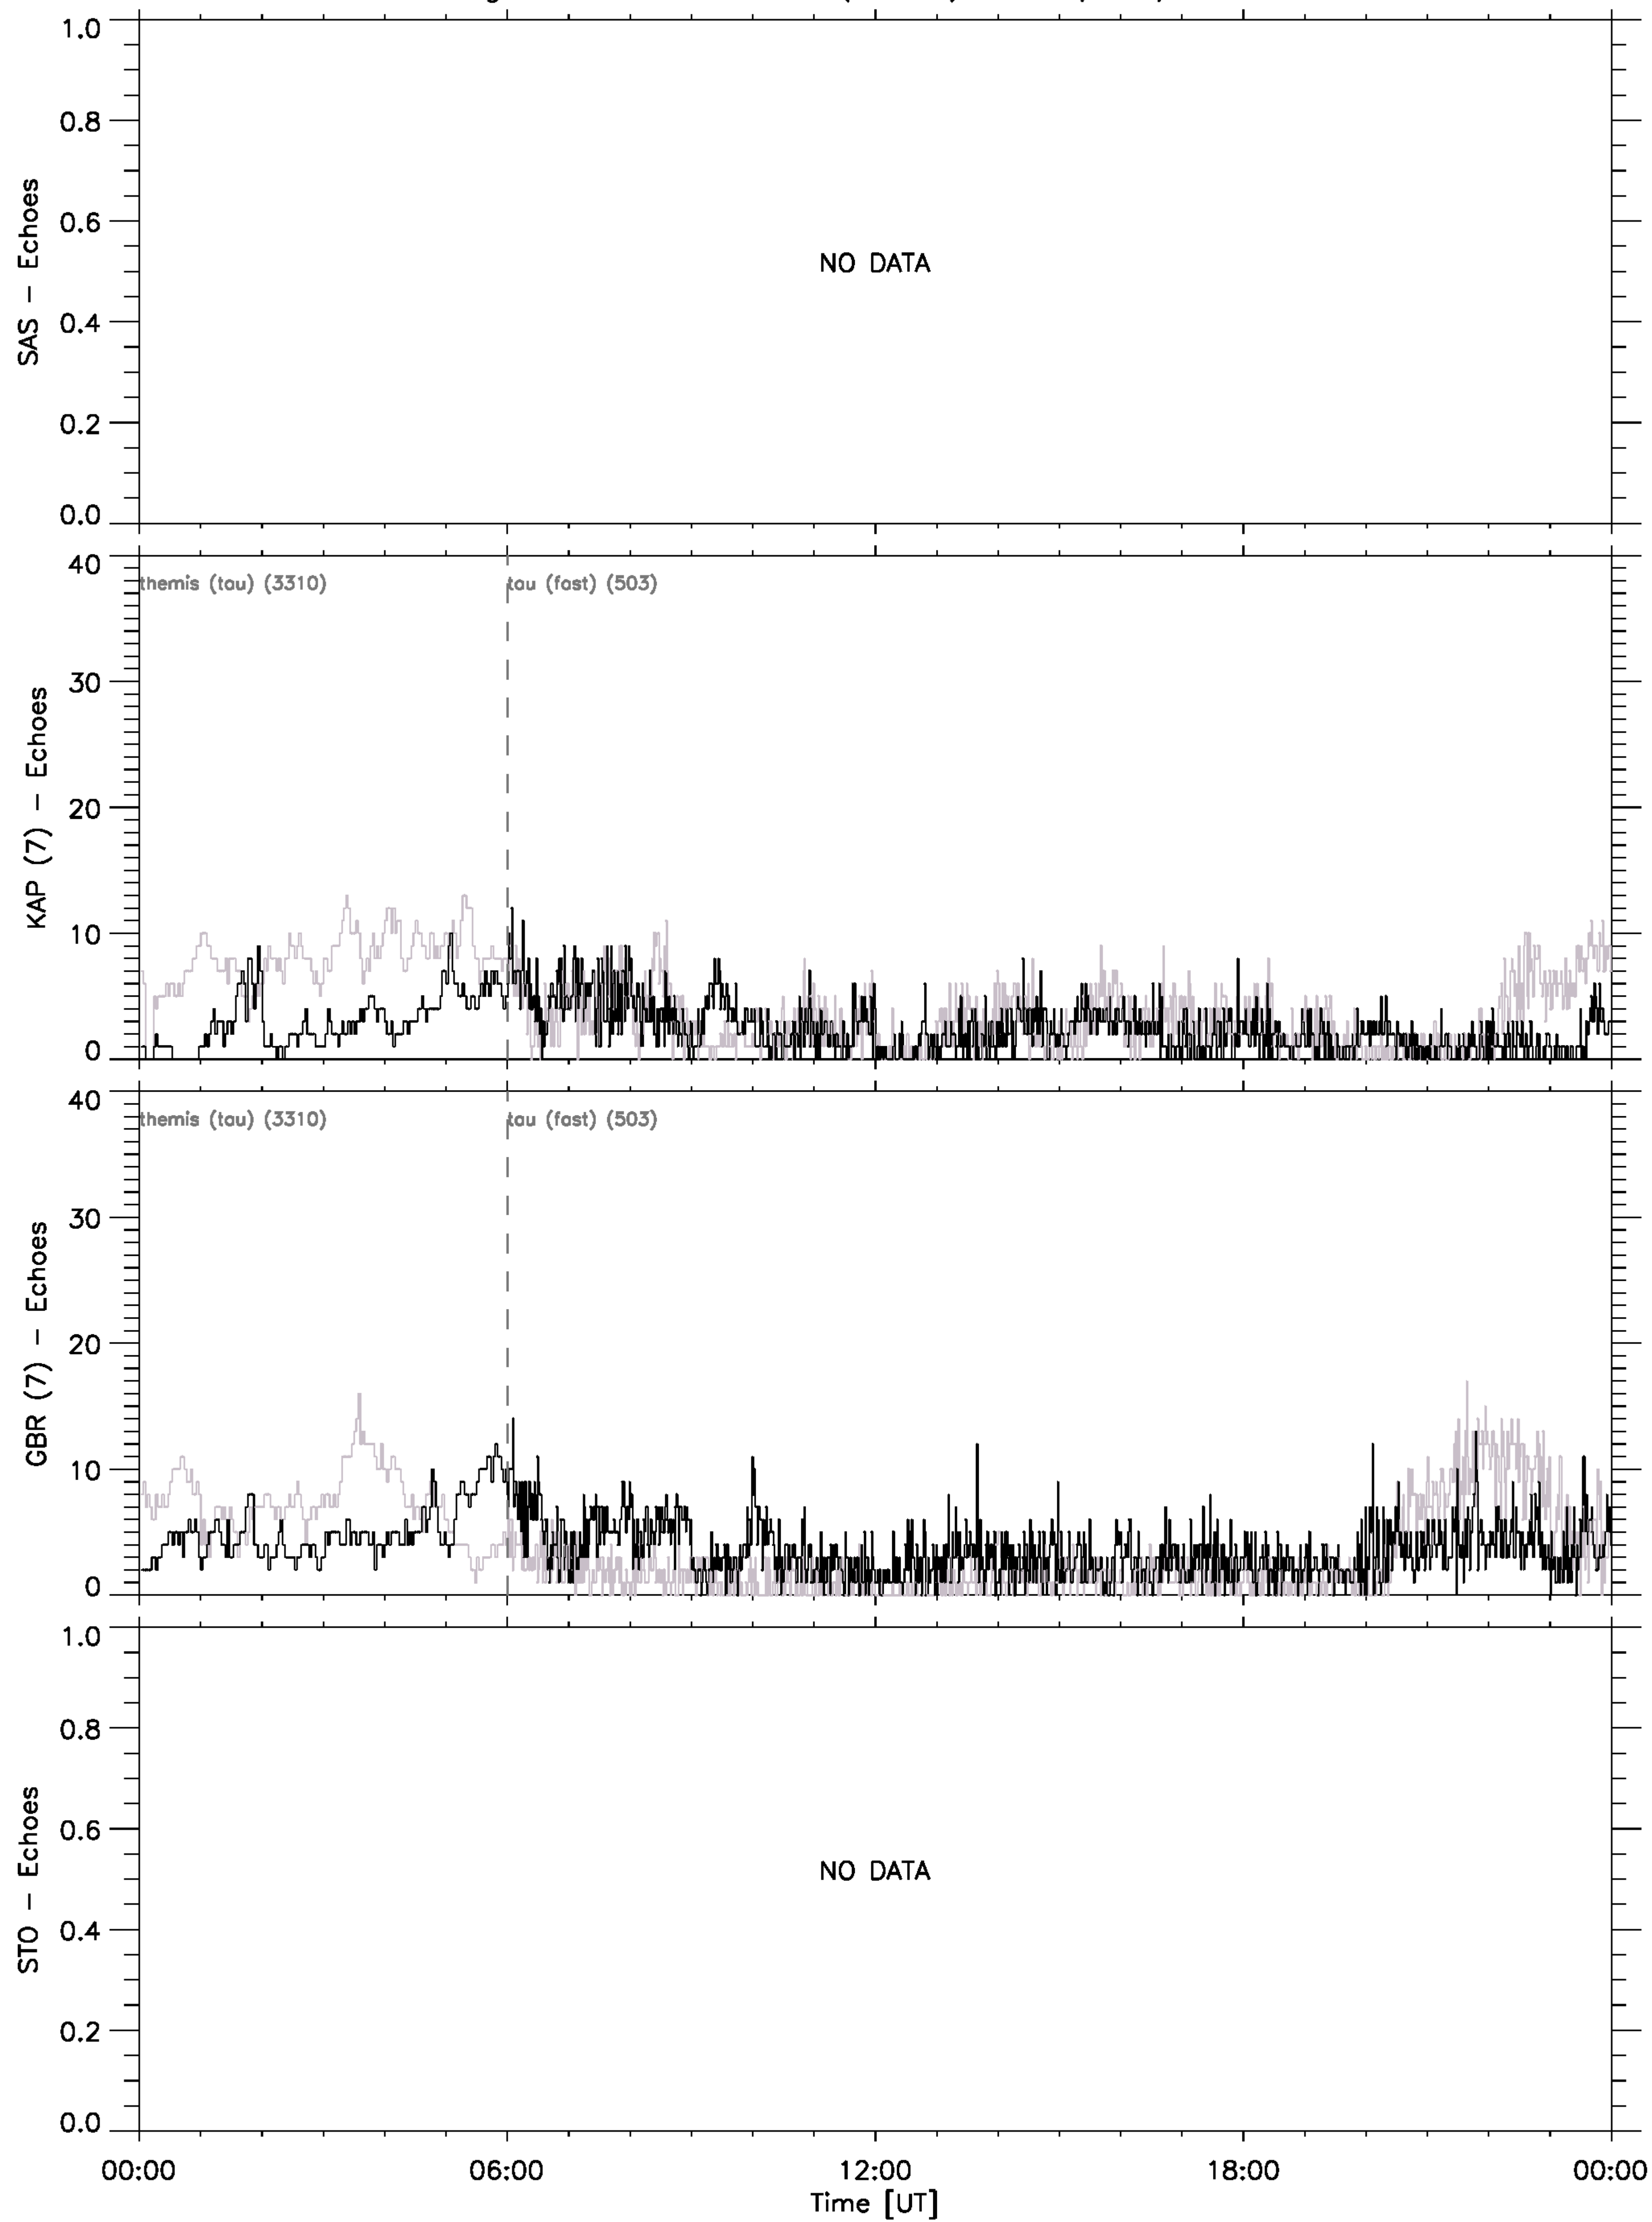 1.0
0.8
0.6
0.4
0.2
0.0
SAS – Echoes
NO DATA
40
30
20
10
0
KAP (7) – Echoes
themis (tau) (3310)
tau (fast) (503)
40
30
20
10
0
GBR (7) – Echoes
themis (tau) (3310)
tau (fast) (503)
1.0
0.8
0.6
0.4
0.2
0.0
STO – Echoes
NO DATA
00:00 06:00 12:00 18:00 00:00
Time [UT]